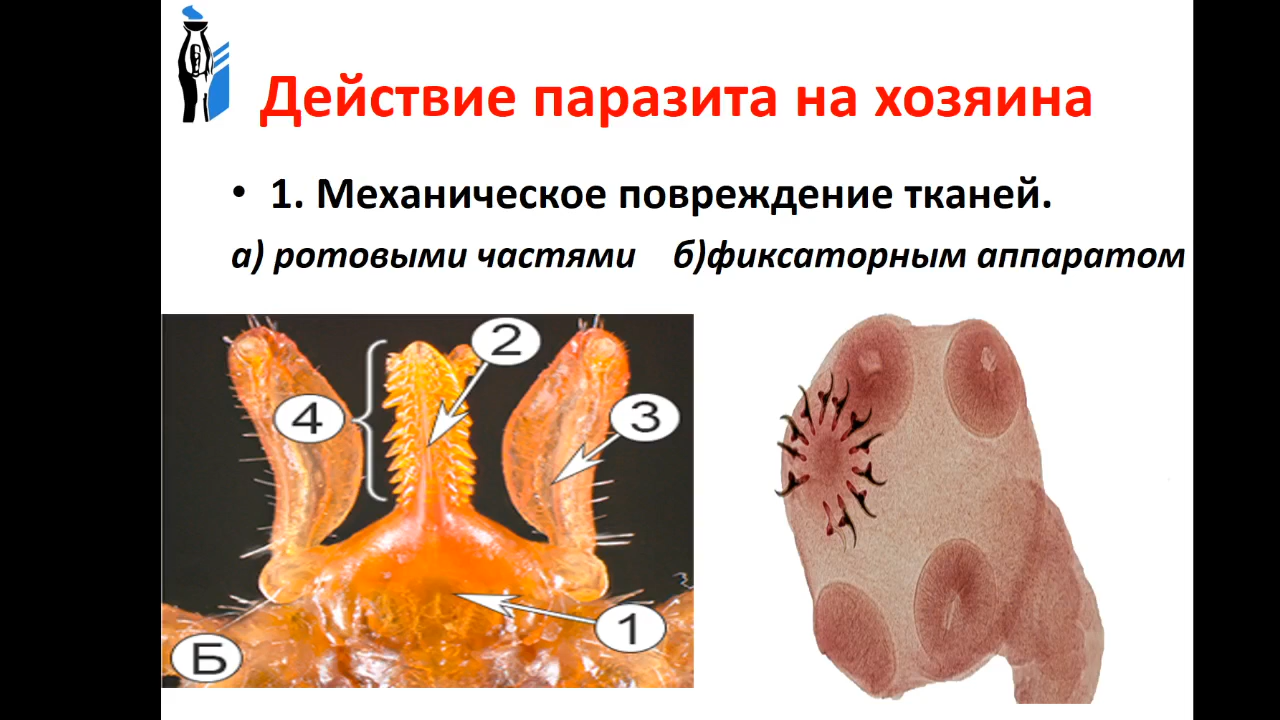 Действие паразита на хозяина
• 1. Механическое повреждение тканей.
а) ротовыми частями б)фиксаторным аппаратом
2
4
3
1
Б